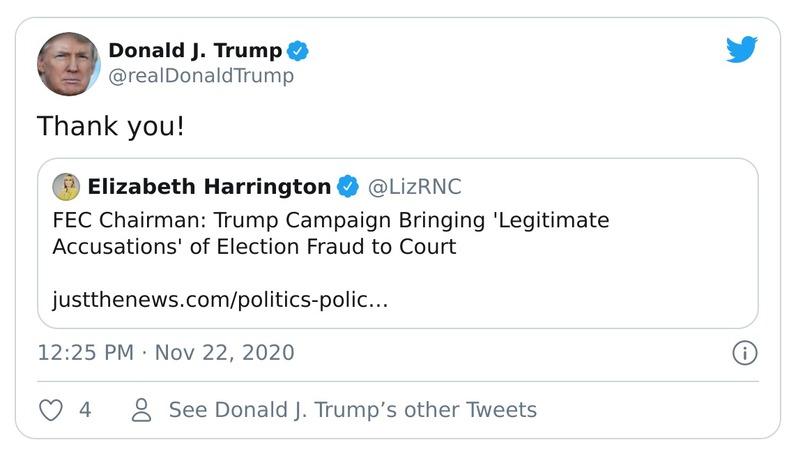 Donald J. Trump
@realDonaldTrump
Thank you!
Elizabeth Harrington @LizRNC
FEC Chairman: Trump Campaign Bringing 'Legitimate
Accusations' of Election Fraud to Court
justthenews.com/politics-polic...
12:25 PM · Nov 22, 2020
4 See Donald J. Trump’s other Tweets